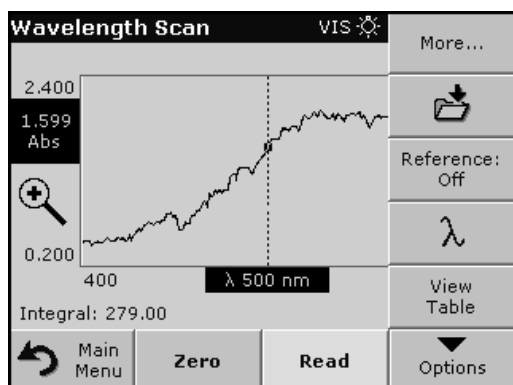 Wavelength Scan VIS
2.400
1.599
Abs
0.200
400 λ 500 nm
Integral: 279.00
Main
Menu
Zero
Read
More...
Reference:
Off
λ
View
Table
Options